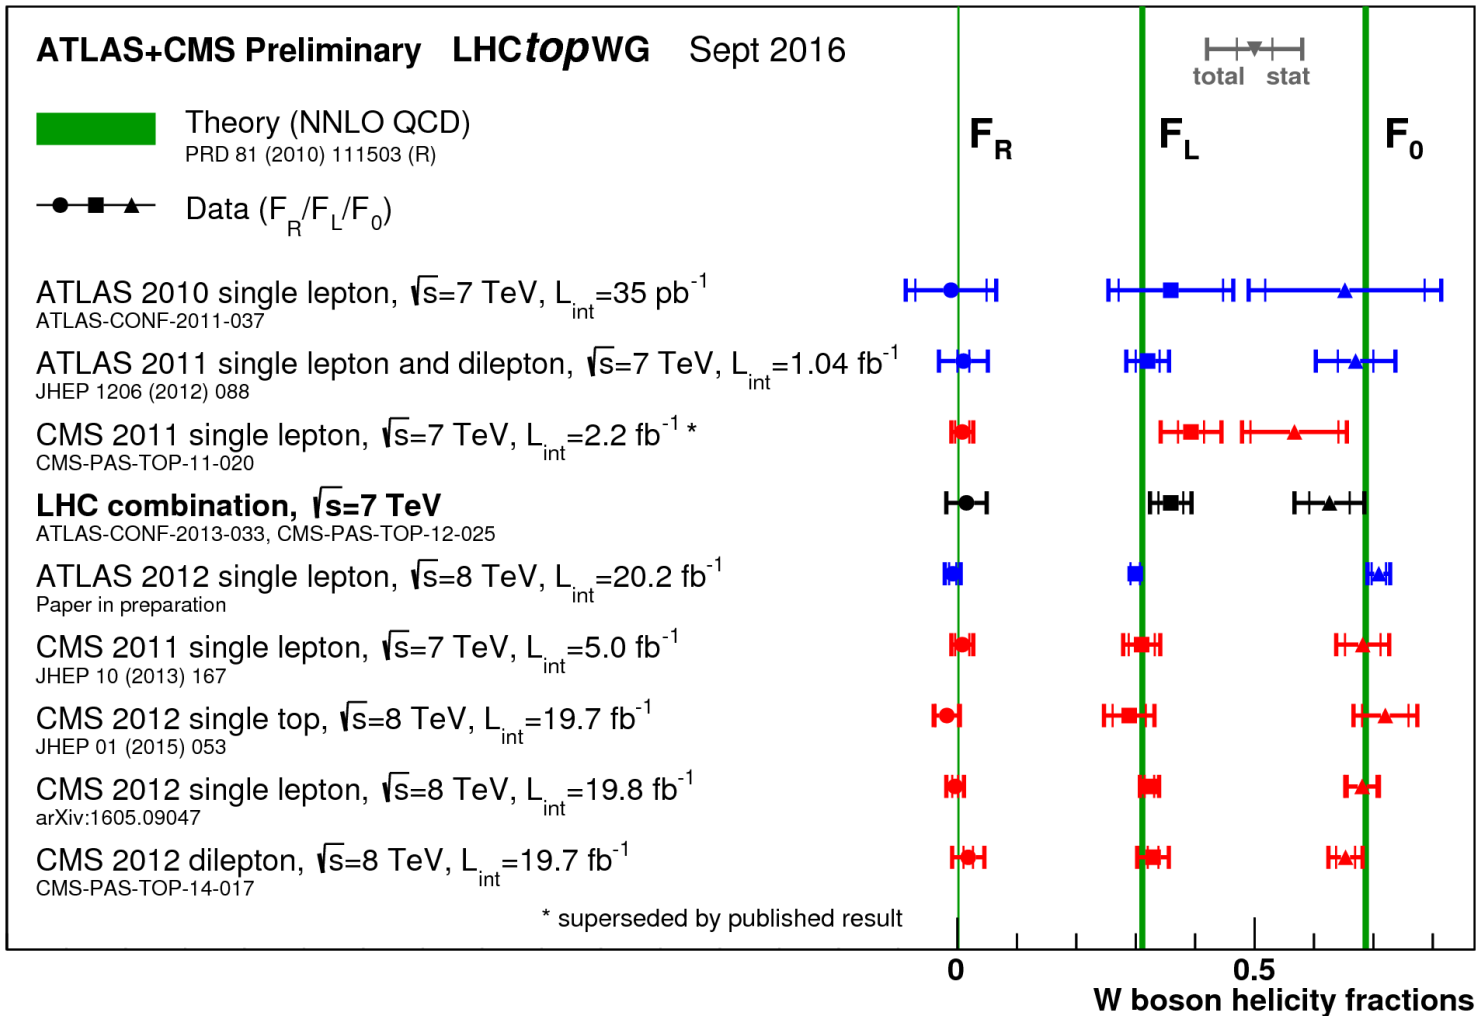 ATLAS+CMS Preliminary LHCtopWG Sept 2016
total stat
Theory (NNLO QCD)
PRD 81 (2010) 111503 (R)
F_R F_L F_0
Data (F_R/F_L/F_0)
ATLAS 2010 single lepton, √s=7 TeV, L_int=35 pb^-1
ATLAS-CONF-2011-037
ATLAS 2011 single lepton and dilepton, √s=7 TeV, L_int=1.04 fb^-1
JHEP 1206 (2012) 088
CMS 2011 single lepton, √s=7 TeV, L_int=2.2 fb^-1 *
CMS-PAS-TOP-11-020
LHC combination, √s=7 TeV
ATLAS-CONF-2013-033, CMS-PAS-TOP-12-025
ATLAS 2012 single lepton, √s=8 TeV, L_int=20.2 fb^-1
Paper in preparation
CMS 2011 single lepton, √s=7 TeV, L_int=5.0 fb^-1
JHEP 10 (2013) 167
CMS 2012 single top, √s=8 TeV, L_int=19.7 fb^-1
JHEP 01 (2015) 053
CMS 2012 single lepton, √s=8 TeV, L_int=19.8 fb^-1
arXiv:1605.09047
CMS 2012 dilepton, √s=8 TeV, L_int=19.7 fb^-1
CMS-PAS-TOP-14-017
* superseded by published result
0 0.5
W boson helicity fractions